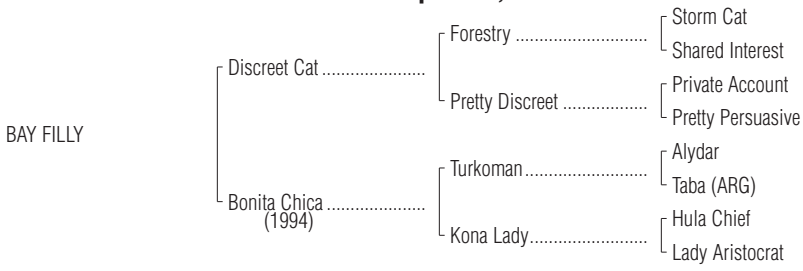 Storm Cat
Forestry
Shared Interest
Discreet Cat
Private Account
Pretty Discreet
Pretty Persuasive
BAY FILLY
Alydar
Turkoman
Taba (ARG)
Bonita Chica
(1994)
Hula Chief
Kona Lady
Lady Aristocrat